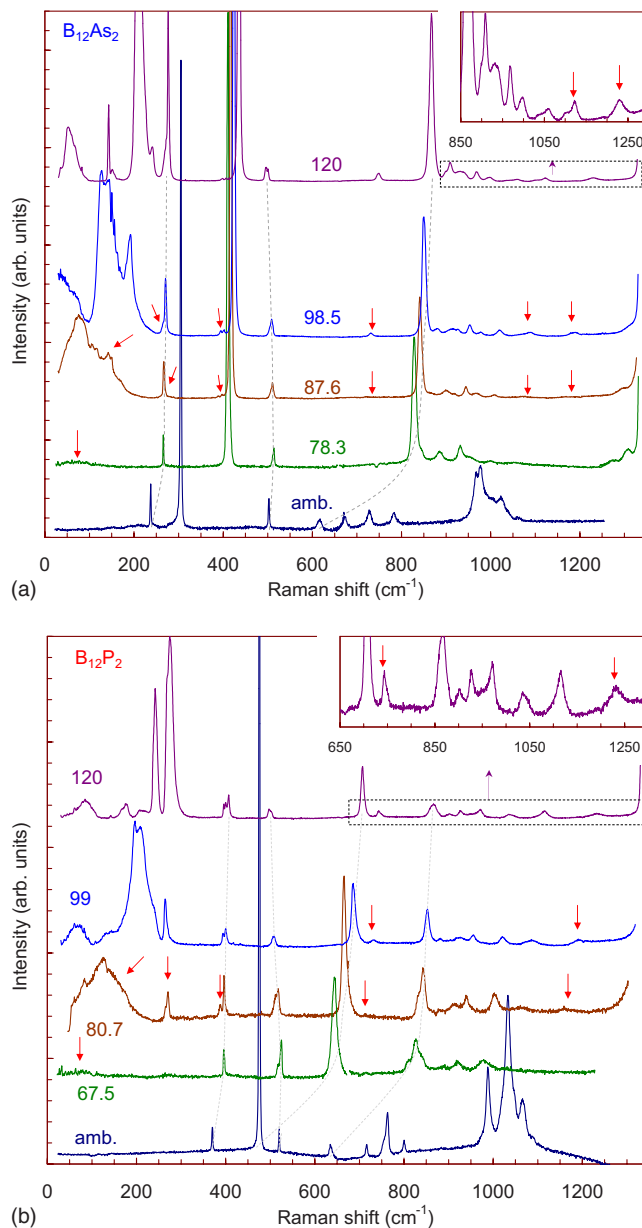 B₁₂As₂
850 1050 1250
120
98.5
87.6
78.3
amb.
Intensity (arb. units)
0 200 400 600 800 1000 1200
Raman shift (cm⁻¹)
(a)
B₁₂P₂
650 850 1050 1250
120
99
80.7
67.5
amb.
Intensity (arb. units)
0 200 400 600 800 1000 1200
Raman shift (cm⁻¹)
(b)